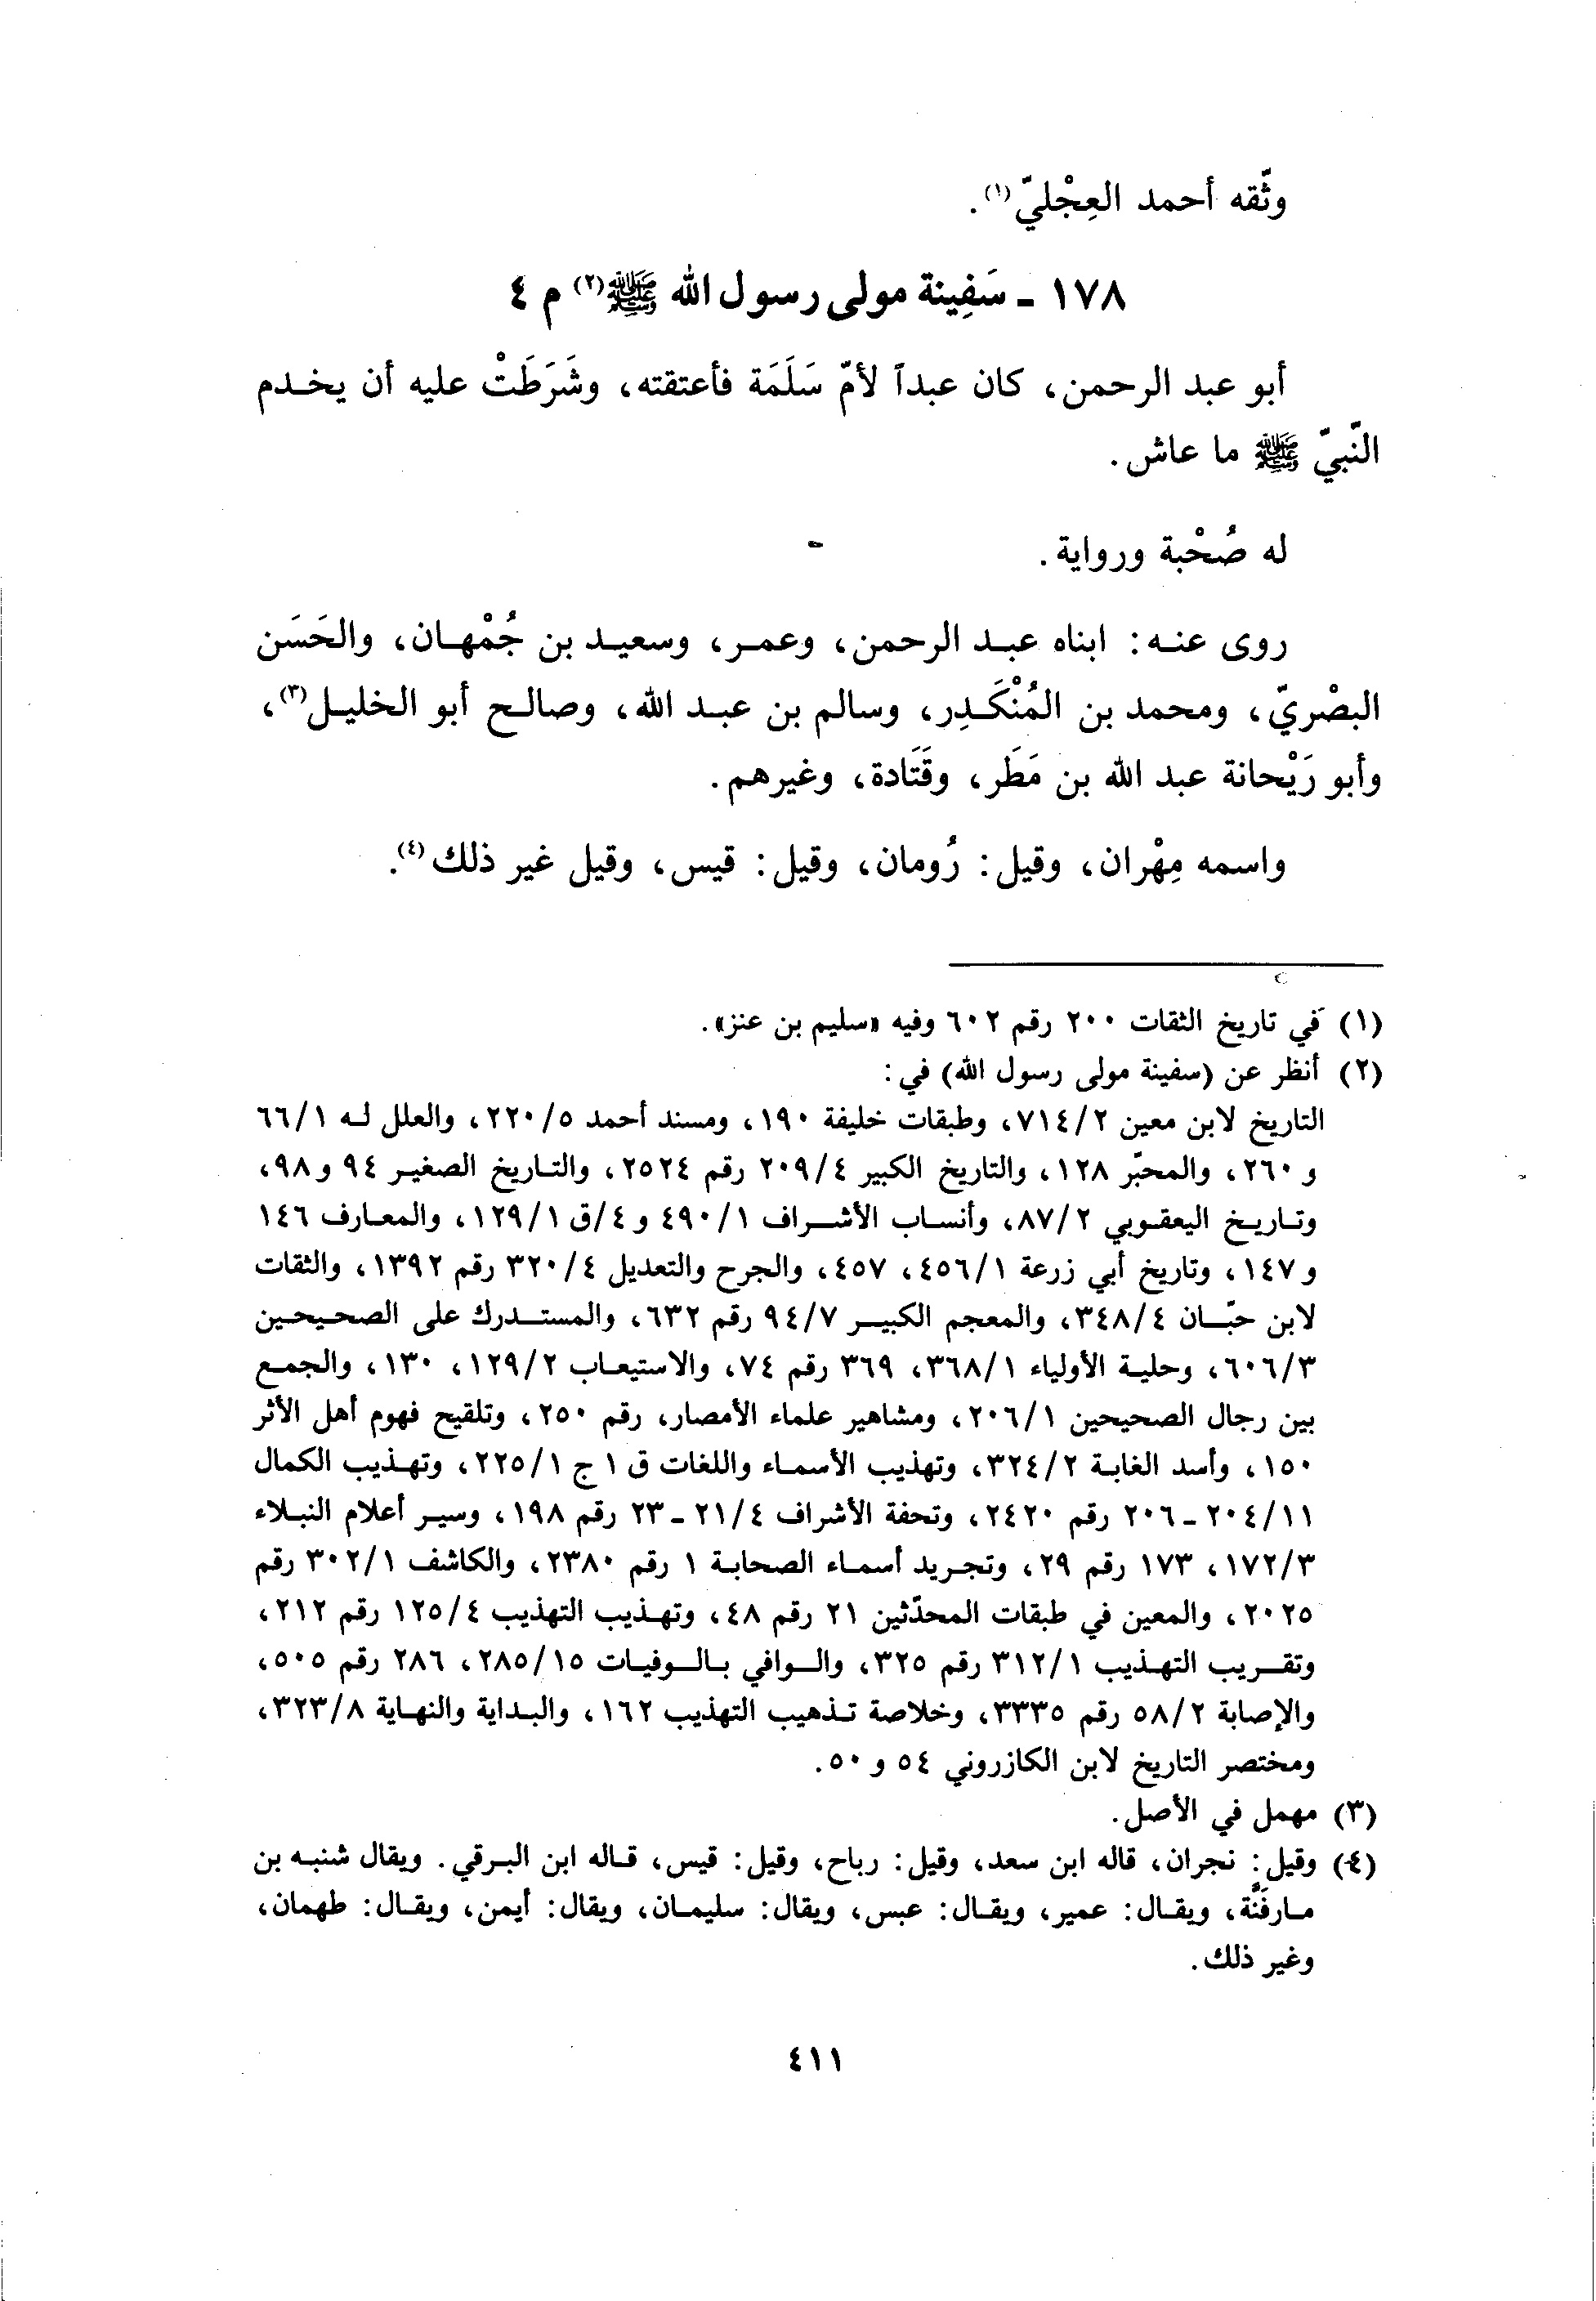 وثّقه أحمد العِجْليّ(١).
١٧٨ - سَفِينة مولى رسول الله ﷺ(٢) م ٤
أبو عبد الرحمن، كان عبداً لأمّ سَلَمَة فأعتقته، وشَرَطَتْ عليه أن يخدم
النّبيّ ﷺ ما عاش.
له صُحْبة ورواية.
روى عنه: ابناه عبد الرحمن، وعمر، وسعيد بن جُمْهان، والحَسَن
البصْريّ، ومحمد بن المُنْكَدِر، وسالم بن عبد الله، وصالح أبو الخليل(٣)،
وأبو رَيْحانة عبد الله بن مَطَر، وقَتَادة، وغيرهم.
واسمه مِهْران، وقيل: رُومان، وقيل: قيس، وقيل غير ذلك(٤).
(١) في تاريخ الثقات ٢٠٠ رقم ٦٠٢ وفيه «سليم بن عنز».
(٢) أنظر عن (سفينة مولى رسول الله) في:
التاريخ لابن معين ٧١٤/٢، وطبقات خليفة ١٩٠، ومسند أحمد ٢٢٠/٥، والعلل له ٦٦/١
و ٢٦٠، والمحبّر ١٢٨، والتاريخ الكبير ٢٠٩/٤ رقم ٢٥٢٤، والتاريخ الصغير ٩٤ و٩٨،
وتاريخ اليعقوبي ٨٧/٢، وأنساب الأشراف ٤٩٠/١ و ٤/ق ١٢٩/١، والمعارف ١٤٦
و١٤٧، وتاريخ أبي زرعة ٤٥٦/١، ٤٥٧، والجرح والتعديل ٣٢٠/٤ رقم ١٣٩٢، والثقات
لابن حبّان ٣٤٨/٤، والمعجم الكبير ٩٤/٧ رقم ٦٣٢، والمستدرك على الصحيحين
٦٠٦/٣، وحلية الأولياء ٣٦٨/١، ٣٦٩ رقم ٧٤، والاستيعاب ١٢٩/٢، ١٣٠، والجمع
بين رجال الصحيحين ٢٠٦/١، ومشاهير علماء الأمصار، رقم ٢٥٠، وتلقيح فهوم أهل الأثر
١٥٠، وأسد الغابة ٣٢٤/٢، وتهذيب الأسماء واللغات ق ١ ج ٢٢٥/١، وتهذيب الكمال
٢٠٤/١١ - ٢٠٦ رقم ٢٤٢٠، وتحفة الأشراف ٢١/٤ - ٢٣ رقم ١٩٨، وسير أعلام النبلاء
١٧٢/٣، ١٧٣ رقم ٢٩، وتجريد أسماء الصحابة ١ رقم ٢٣٨٠، والكاشف ٣٠٢/١ رقم
٢٠٢٥، والمعين في طبقات المحدّثين ٢١ رقم ٤٨، وتهذيب التهذيب ١٢٥/٤ رقم ٢١٢،
وتقريب التهذيب ٣١٢/١ رقم ٣٢٥، والوافي بالوفيات ٢٨٥/١٥، ٢٨٦ رقم ٥٠٥،
والإصابة ٥٨/٢ رقم ٣٣٣٥، وخلاصة تذهيب التهذيب ١٦٢، والبداية والنهاية ٣٢٣/٨،
ومختصر التاريخ لابن الكازروني ٥٤ و ٥٠.
(٣) مهمل في الأصل.
(٤) وقيل: نجران، قاله ابن سعد، وقيل: رباح، وقيل: قيس، قاله ابن البرقي. ويقال شنبه بن
مارفنّة، ويقال: عمير، ويقال: عبس، ويقال: سليمان، ويقال: أيمن، ويقال: طهمان،
وغير ذلك.
٤١١